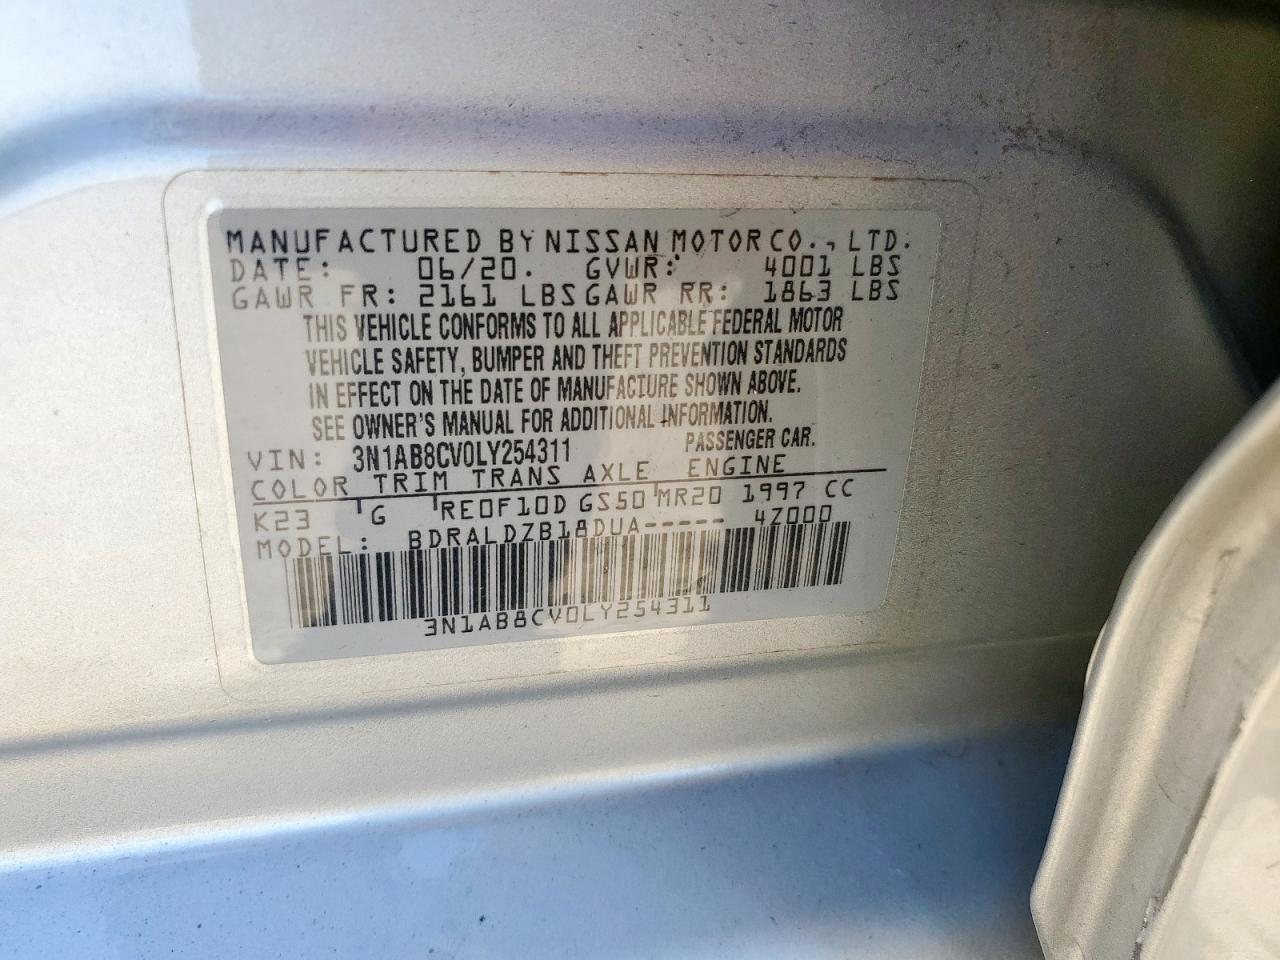 MANUFACTURED BY NISSAN MOTOR CO., LTD.
DATE: 06/20. GVWR: 4001 LBS
GAWR FR: 2161 LBS GAWR RR: 1863 LBS
THIS VEHICLE CONFORMS TO ALL APPLICABLE FEDERAL MOTOR
VEHICLE SAFETY, BUMPER AND THEFT PREVENTION STANDARDS
IN EFFECT ON THE DATE OF MANUFACTURE SHOWN ABOVE.
SEE OWNER'S MANUAL FOR ADDITIONAL INFORMATION.
VIN: 3N1AB8CV0LY254311 PASSENGER CAR.
COLOR TRIM TRANS AXLE ENGINE
K23 G RE0F10D GS50 MR20 1997 CC
MODEL: BDRALDZB18DUA----- 4Z000
3N1AB8CV0LY254311